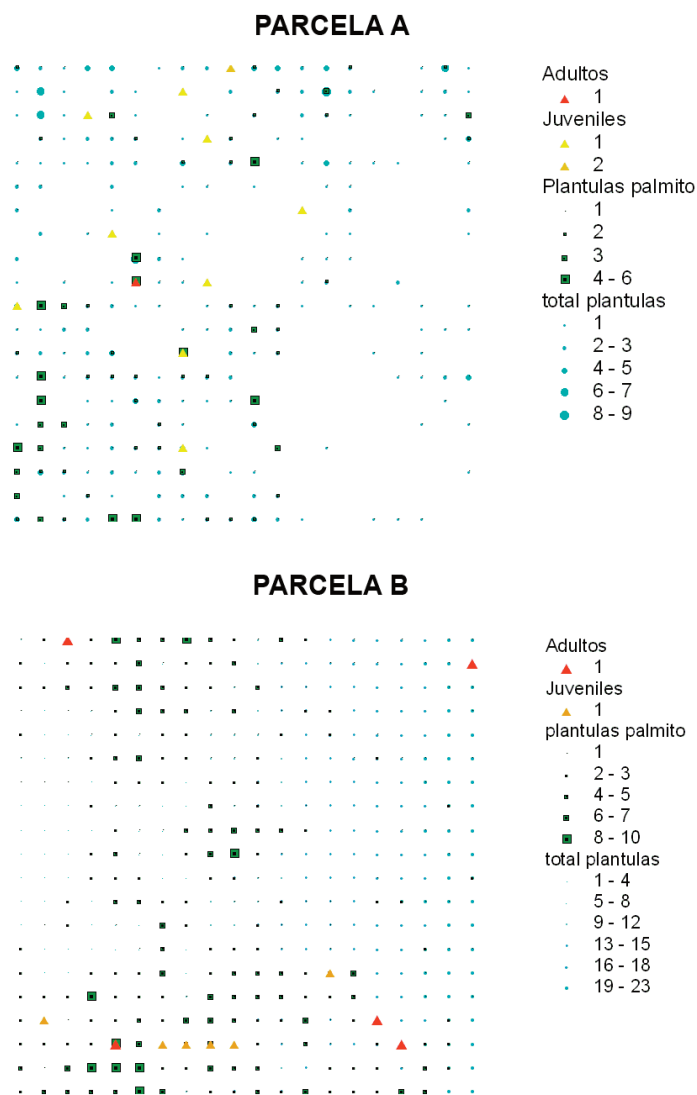 PARCELA A
Adultos
1
Juveniles
1
2
Plantulas palmito
1
2
3
4 - 6
total plantulas
1
2 - 3
4 - 5
6 - 7
8 - 9
PARCELA B
Adultos
1
Juveniles
1
plantulas palmito
1
2 - 3
4 - 5
6 - 7
8 - 10
total plantulas
1 - 4
5 - 8
9 - 12
13 - 15
16 - 18
19 - 23